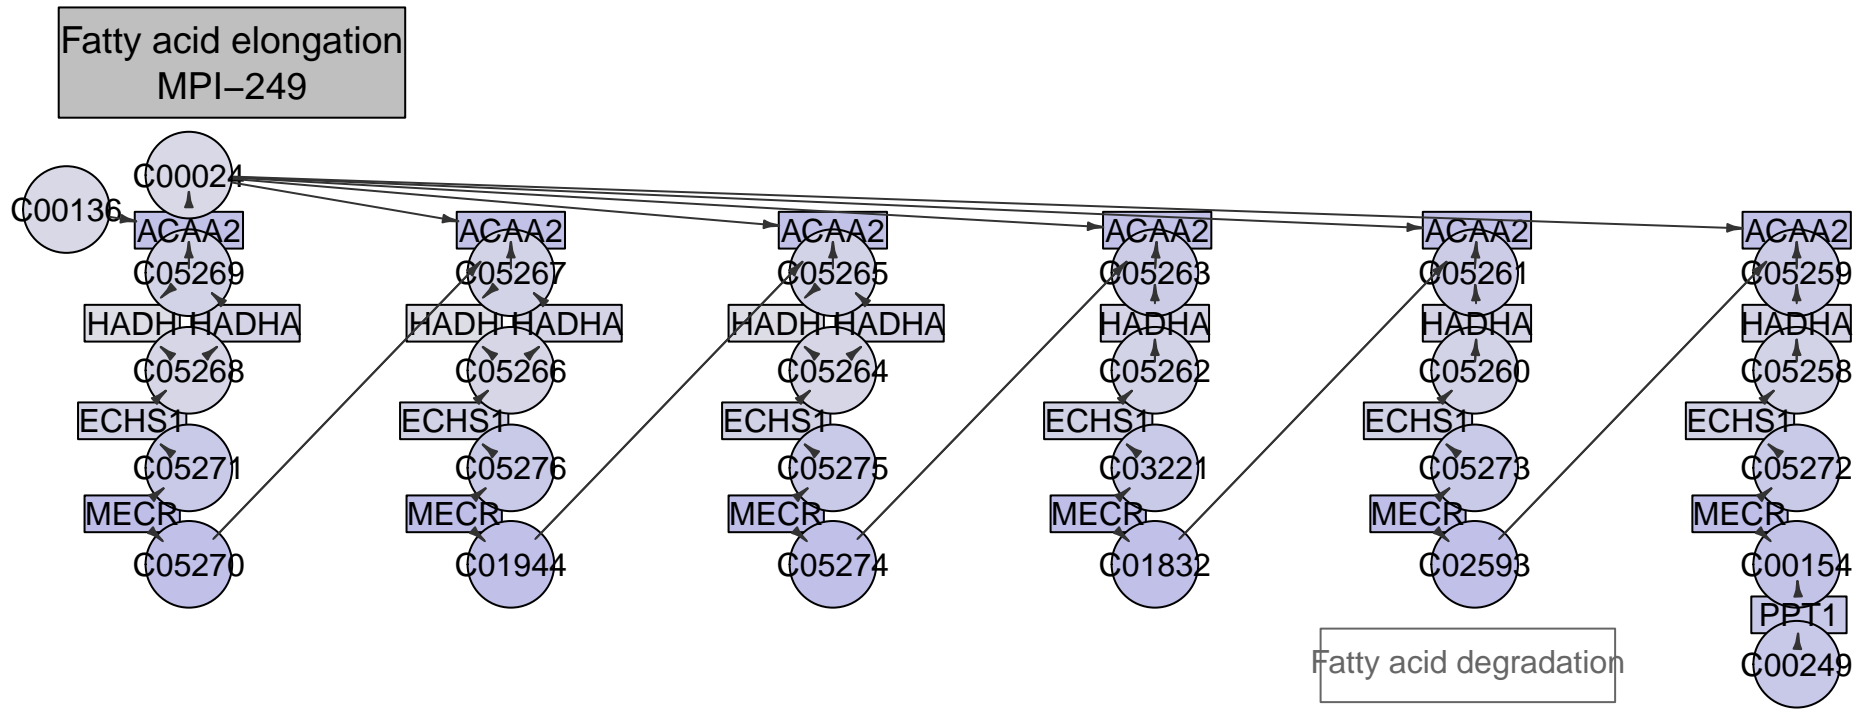 Fatty acid elongation
MPI−249
C00024
C00136
ACAA2 ACAA2 ACAA2 ACAA2 ACAA2 ACAA2
C05269 C05267 C05265 C05263 C05261 C05259
HADH HADHA HADH HADHA HADH HADHA HADHA HADHA HADHA
C05268 C05266 C05264 C05262 C05260 C05258
ECHS1 ECHS1 ECHS1 ECHS1 ECHS1 ECHS1
C05271 C05276 C05275 C03221 C05273 C05272
MECR MECR MECR MECR MECR MECR
C05270 C01944 C05274 C01832 C02593 C00154
PPT1
Fatty acid degradation C00249